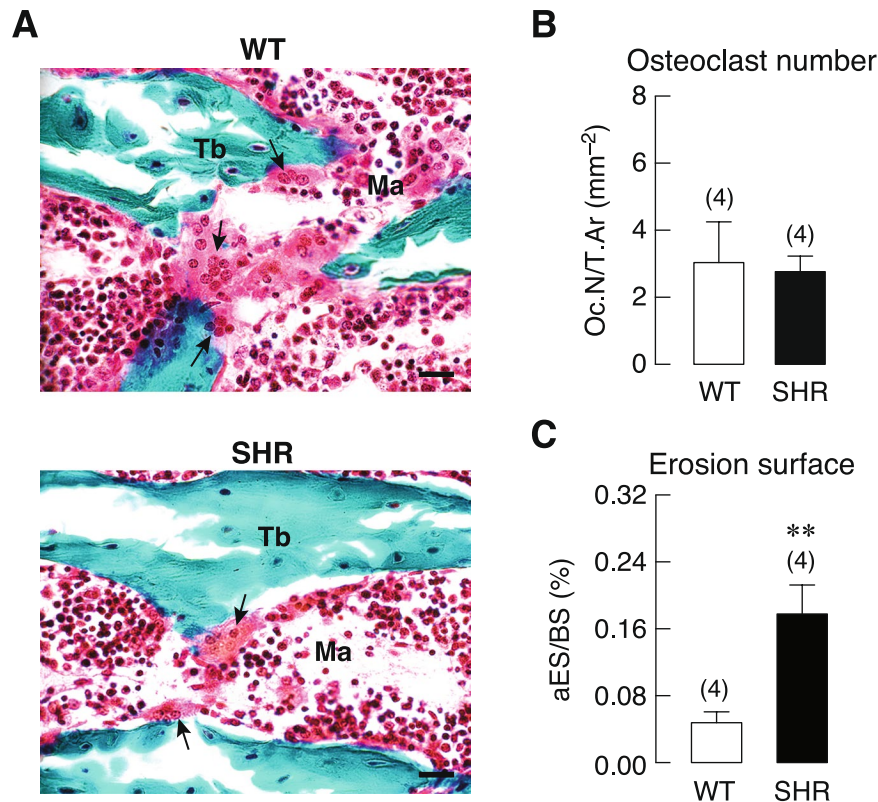 A
WT
Tb
Ma
SHR
Tb
Ma
B
Osteoclast number
Oc.N/T.Ar (mm⁻²)
8
6
4
2
0
(4)
(4)
WT
SHR
C
Erosion surface
aES/BS (%)
0.32
0.24
0.16
0.08
0.00
(4)
**
(4)
WT
SHR